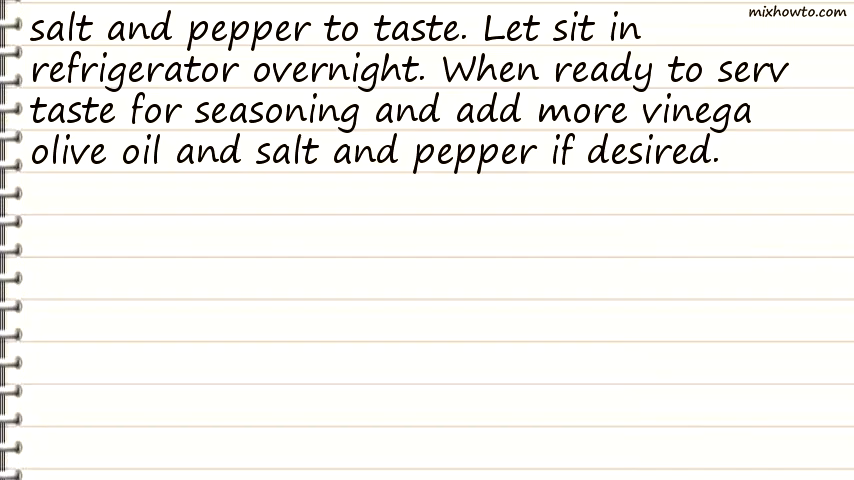 mixhowto.com
salt and pepper to taste. Let sit in
refrigerator overnight. When ready to serv
taste for seasoning and add more vinega
olive oil and salt and pepper if desired.